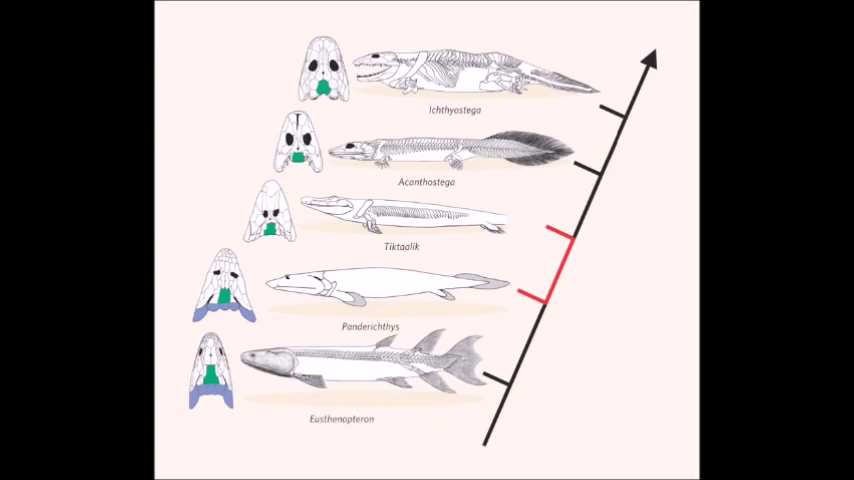 Ichthyostega
Acanthostega
Tiktaalik
Panderichthys
Eusthenopteron